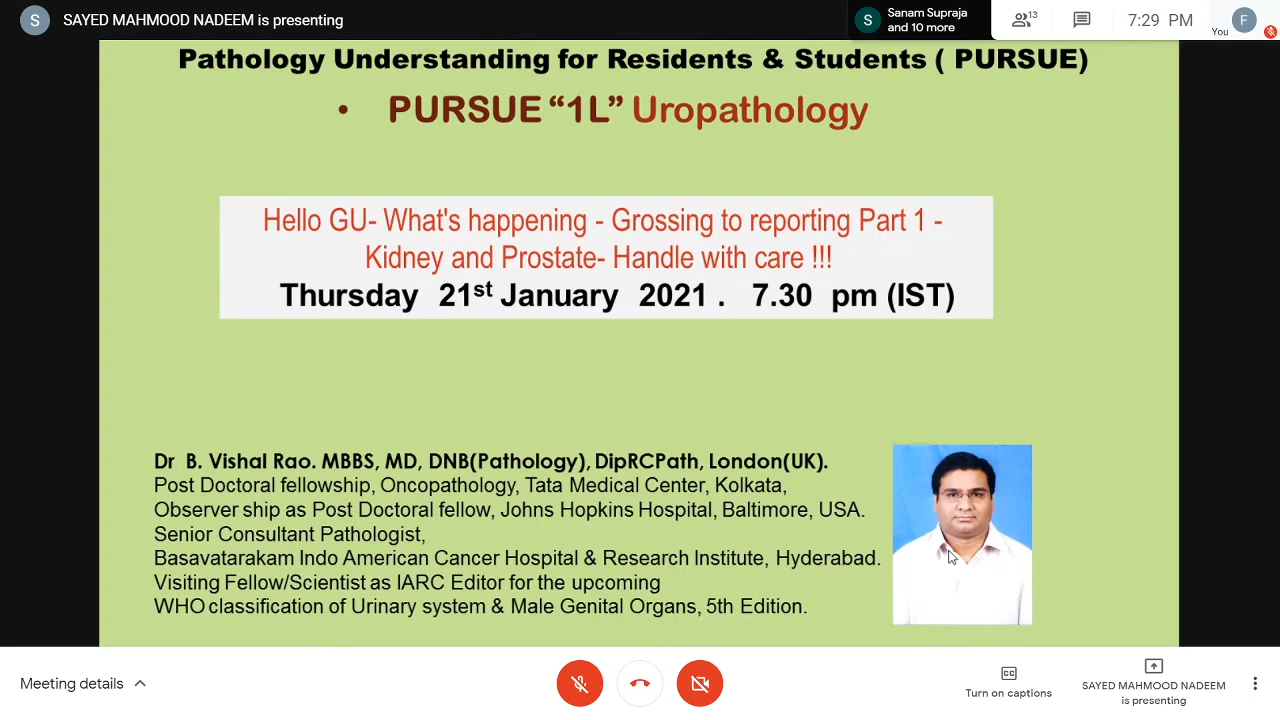 S SAYED MAHMOOD NADEEM is presenting
S Sanam Supraja
and 10 more
13
7:29 PM
You
F
Pathology Understanding for Residents & Students ( PURSUE)
• PURSUE “1L” Uropathology
Hello GU- What's happening - Grossing to reporting Part 1 -
Kidney and Prostate- Handle with care !!!
Thursday 21st January 2021 . 7.30 pm (IST)
Dr B. Vishal Rao. MBBS, MD, DNB(Pathology), DipRCPath, London(UK).
Post Doctoral fellowship, Oncopathology, Tata Medical Center, Kolkata,
Observer ship as Post Doctoral fellow, Johns Hopkins Hospital, Baltimore, USA.
Senior Consultant Pathologist,
Basavatarakam Indo American Cancer Hospital & Research Institute, Hyderabad.
Visiting Fellow/Scientist as IARC Editor for the upcoming
WHO classification of Urinary system & Male Genital Organs, 5th Edition.
Meeting details
CC
Turn on captions
SAYED MAHMOOD NADEEM
is presenting